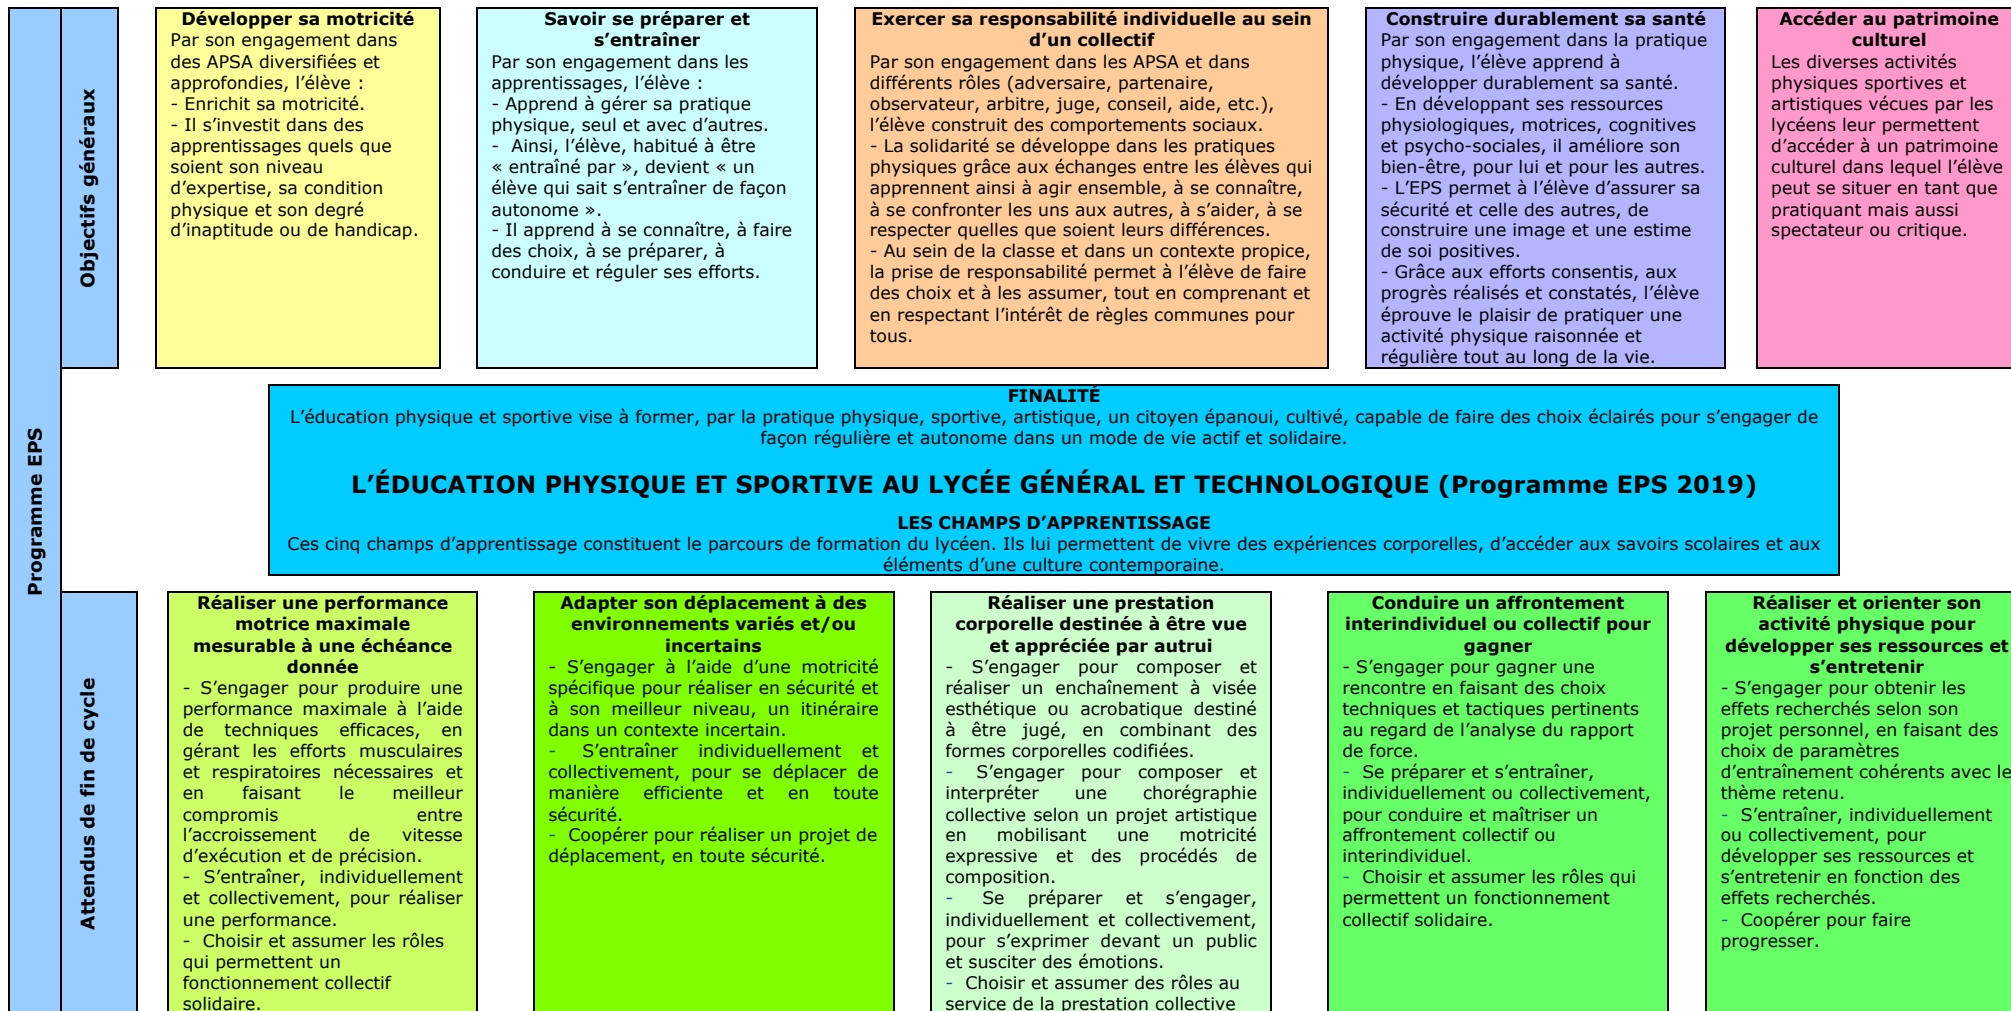 Programme EPS
Objectifs généraux
Développer sa motricité
Par son engagement dans
des APSA diversifiées et
approfondies, l’élève :
- Enrichit sa motricité.
- Il s’investit dans des
apprentissages quels que
soient son niveau
d’expertise, sa condition
physique et son degré
d’inaptitude ou de handicap.
Savoir se préparer et
s’entraîner
Par son engagement dans les
apprentissages, l’élève :
- Apprend à gérer sa pratique
physique, seul et avec d’autres.
- Ainsi, l’élève, habitué à être
« entraîné par », devient « un
élève qui sait s’entraîner de façon
autonome ».
- Il apprend à se connaître, à faire
des choix, à se préparer, à
conduire et réguler ses efforts.
Exercer sa responsabilité individuelle au sein
d’un collectif
Par son engagement dans les APSA et dans
différents rôles (adversaire, partenaire,
observateur, arbitre, juge, conseil, aide, etc.),
l’élève construit des comportements sociaux.
- La solidarité se développe dans les pratiques
physiques grâce aux échanges entre les élèves qui
apprennent ainsi à agir ensemble, à se connaître,
à se confronter les uns aux autres, à s’aider, à se
respecter quelles que soient leurs différences.
- Au sein de la classe et dans un contexte propice,
la prise de responsabilité permet à l’élève de faire
des choix et à les assumer, tout en comprenant et
en respectant l’intérêt de règles communes pour
tous.
Construire durablement sa santé
Par son engagement dans la pratique
physique, l’élève apprend à
développer durablement sa santé.
- En développant ses ressources
physiologiques, motrices, cognitives
et psycho-sociales, il améliore son
bien-être, pour lui et pour les autres.
- L’EPS permet à l’élève d’assurer sa
sécurité et celle des autres, de
construire une image et une estime
de soi positives.
- Grâce aux efforts consentis, aux
progrès réalisés et constatés, l’élève
éprouve le plaisir de pratiquer une
activité physique raisonnée et
régulière tout au long de la vie.
Accéder au patrimoine
culturel
Les diverses activités
physiques sportives et
artistiques vécues par les
lycéens leur permettent
d’accéder à un patrimoine
culturel dans lequel l’élève
peut se situer en tant que
pratiquant mais aussi
spectateur ou critique.
FINALITÉ
L’éducation physique et sportive vise à former, par la pratique physique, sportive, artistique, un citoyen épanoui, cultivé, capable de faire des choix éclairés pour s’engager de
façon régulière et autonome dans un mode de vie actif et solidaire.
L’ÉDUCATION PHYSIQUE ET SPORTIVE AU LYCÉE GÉNÉRAL ET TECHNOLOGIQUE (Programme EPS 2019)
LES CHAMPS D’APPRENTISSAGE
Ces cinq champs d’apprentissage constituent le parcours de formation du lycéen. Ils lui permettent de vivre des expériences corporelles, d’accéder aux savoirs scolaires et aux
éléments d’une culture contemporaine.
Attendus de fin de cycle
Réaliser une performance
motrice maximale
mesurable à une échéance
donnée
- S’engager pour produire une
performance maximale à l’aide
de techniques efficaces, en
gérant les efforts musculaires
et respiratoires nécessaires et
en faisant le meilleur
compromis entre
l’accroissement de vitesse
d’exécution et de précision.
- S’entraîner, individuellement
et collectivement, pour réaliser
une performance.
- Choisir et assumer les rôles
qui permettent un
fonctionnement collectif
solidaire.
Adapter son déplacement à des
environnements variés et/ou
incertains
- S’engager à l’aide d’une motricité
spécifique pour réaliser en sécurité et
à son meilleur niveau, un itinéraire
dans un contexte incertain.
- S’entraîner individuellement et
collectivement, pour se déplacer de
manière efficiente et en toute
sécurité.
- Coopérer pour réaliser un projet de
déplacement, en toute sécurité.
Réaliser une prestation
corporelle destinée à être vue
et appréciée par autrui
- S’engager pour composer et
réaliser un enchaînement à visée
esthétique ou acrobatique destiné
à être jugé, en combinant des
formes corporelles codifiées.
- S’engager pour composer et
interpréter une chorégraphie
collective selon un projet artistique
en mobilisant une motricité
expressive et des procédés de
composition.
- Se préparer et s’engager,
individuellement et collectivement,
pour s’exprimer devant un public
et susciter des émotions.
- Choisir et assumer des rôles au
service de la prestation collective
Conduire un affrontement
interindividuel ou collectif pour
gagner
- S’engager pour gagner une
rencontre en faisant des choix
techniques et tactiques pertinents
au regard de l’analyse du rapport
de force.
- Se préparer et s’entraîner,
individuellement ou collectivement,
pour conduire et maîtriser un
affrontement collectif ou
interindividuel.
- Choisir et assumer les rôles qui
permettent un fonctionnement
collectif solidaire.
Réaliser et orienter son
activité physique pour
développer ses ressources et
s’entretenir
- S’engager pour obtenir les
effets recherchés selon son
projet personnel, en faisant des
choix de paramètres
d’entraînement cohérents avec le
thème retenu.
- S’entraîner, individuellement
ou collectivement, pour
développer ses ressources et
s’entretenir en fonction des
effets recherchés.
- Coopérer pour faire
progresser.